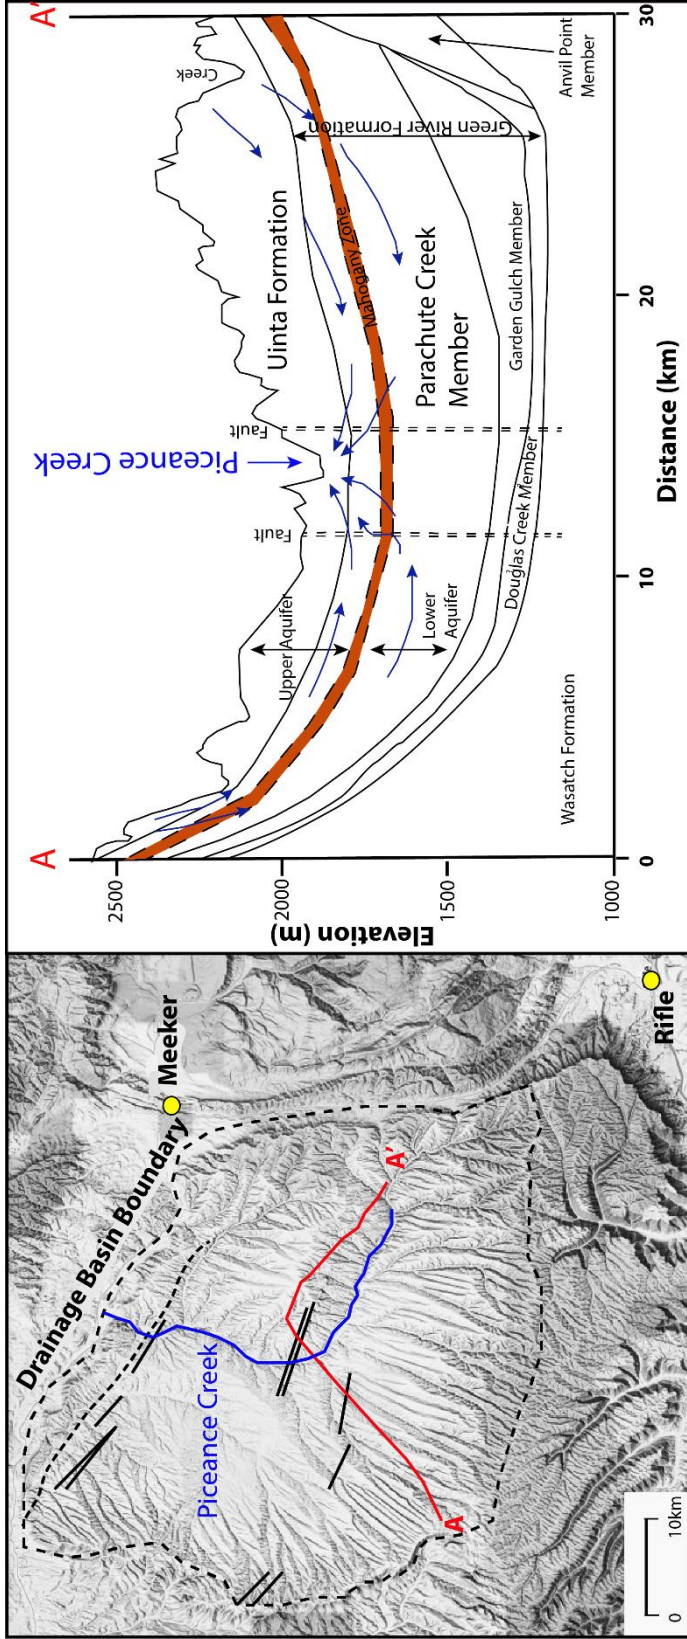 Drainage Basin Boundary
Meeker
Piceance Creek
A
A'
Rifle
0 10km
A
A'
Elevation (m)
2500
2000
1500
1000
0
10
20
30
Distance (km)
Piceance Creek
Creek
Fault
Fault
Uinta Formation
Upper Aquifer
Mahogany Zone
Green River Formation
Parachute Creek
Member
Lower
Aquifer
Garden Gulch Member
Douglas Creek Member
Anvil Point
Member
Wasatch Formation